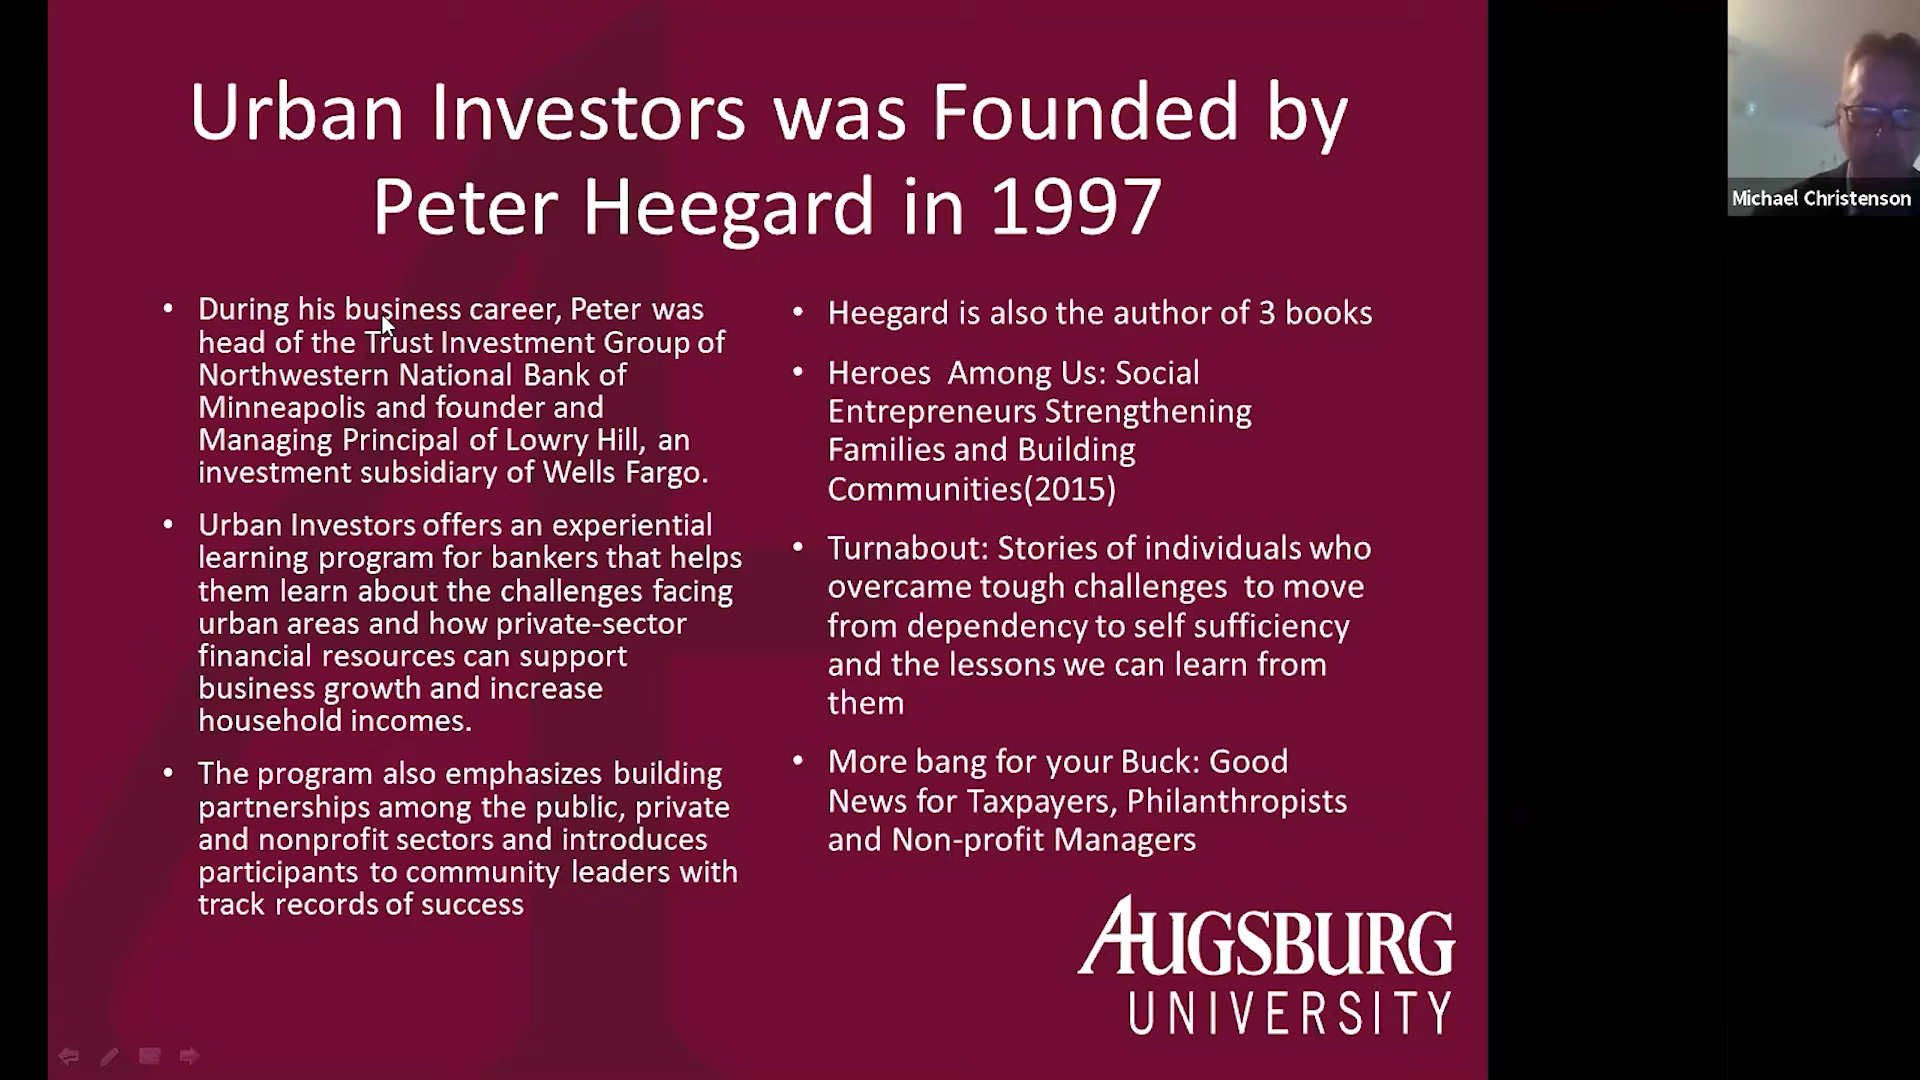 Urban Investors was Founded by
Peter Heegard in 1997
• During his business career, Peter was
head of the Trust Investment Group of
Northwestern National Bank of
Minneapolis and founder and
Managing Principal of Lowry Hill, an
investment subsidiary of Wells Fargo.
• Urban Investors offers an experiential
learning program for bankers that helps
them learn about the challenges facing
urban areas and how private-sector
financial resources can support
business growth and increase
household incomes.
• The program also emphasizes building
partnerships among the public, private
and nonprofit sectors and introduces
participants to community leaders with
track records of success
• Heegard is also the author of 3 books
• Heroes  Among Us: Social
Entrepreneurs Strengthening
Families and Building
Communities(2015)
• Turnabout: Stories of individuals who
overcame tough challenges  to move
from dependency to self sufficiency
and the lessons we can learn from
them
• More bang for your Buck: Good
News for Taxpayers, Philanthropists
and Non-profit Managers
AUGSBURG
UNIVERSITY
Michael Christenson